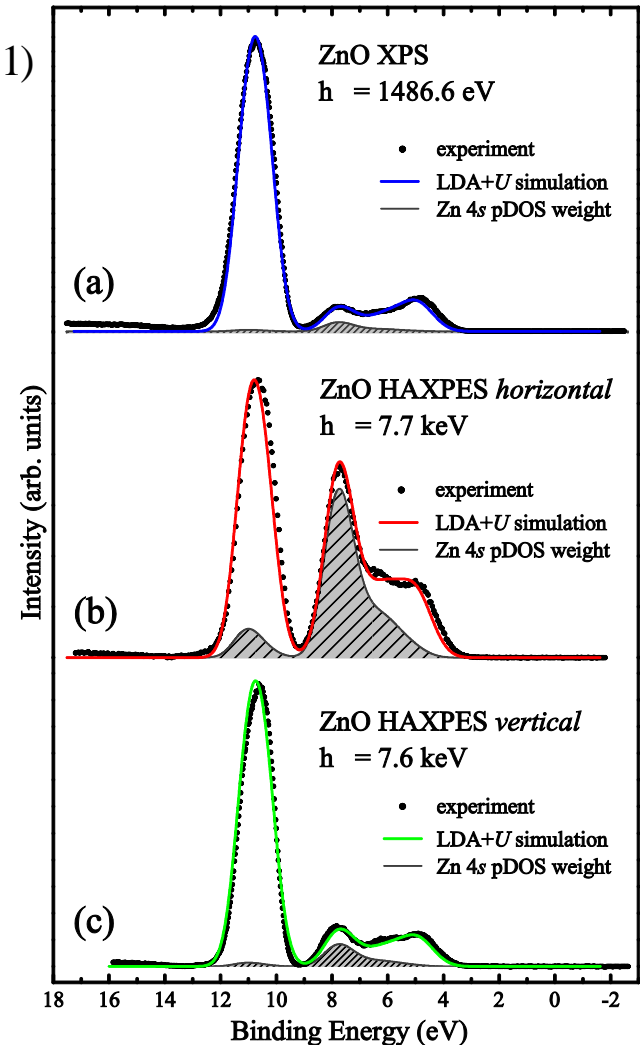 1)
ZnO XPS
h = 1486.6 eV
experiment
LDA+U simulation
Zn 4s pDOS weight
(a)
ZnO HAXPES horizontal
h = 7.7 keV
experiment
LDA+U simulation
Zn 4s pDOS weight
(b)
ZnO HAXPES vertical
h = 7.6 keV
experiment
LDA+U simulation
Zn 4s pDOS weight
(c)
Intensity (arb. units)
18 16 14 12 10 8 6 4 2 0 -2
Binding Energy (eV)